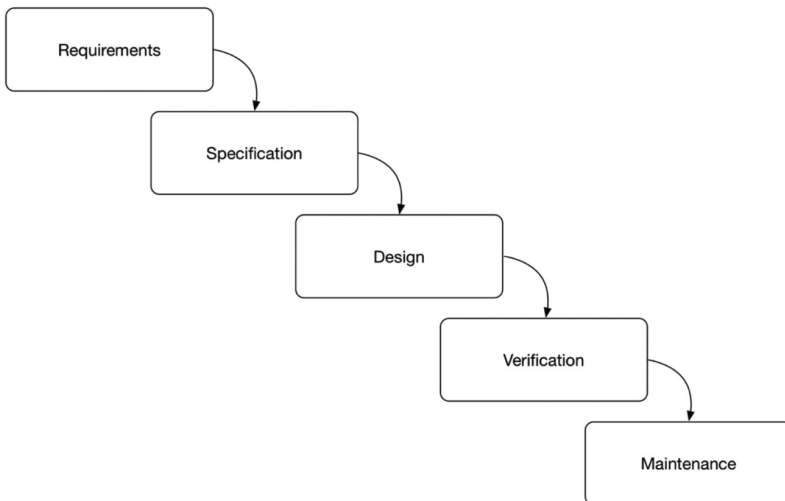 Requirements
Specification
Design
Verification
Maintenance